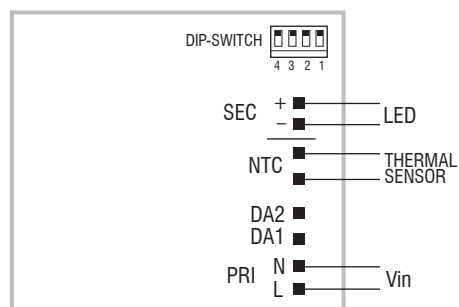 DIP-SWITCH
4 3 2 1
SEC + LED
−
NTC THERMAL
SENSOR
DA2
DA1
PRI N Vin
L